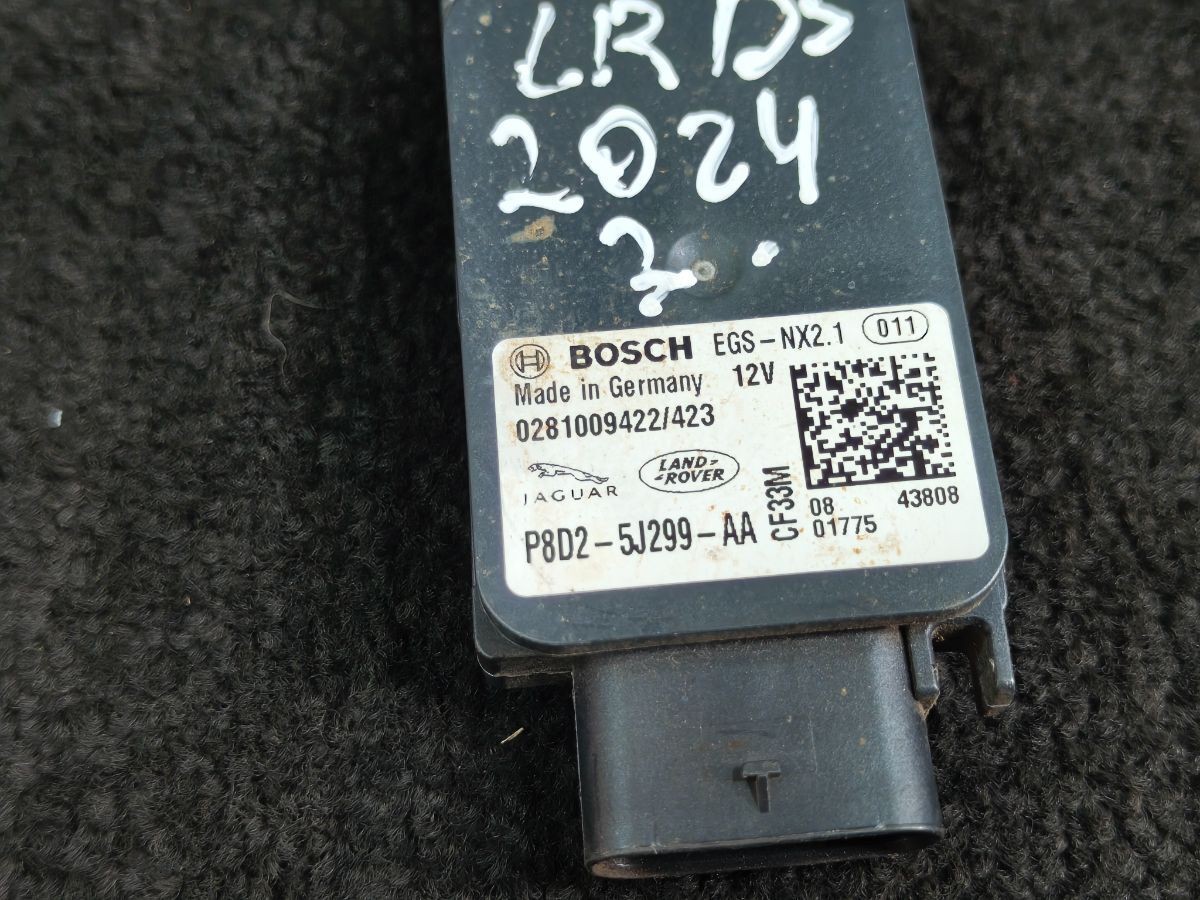 LR D5
2024
BOSCH EGS-NX2.1 011
Made in Germany 12V
0281009422/423
JAGUAR LAND-ROVER
P8D2-5J299-AA CF33M
08 43808
01775